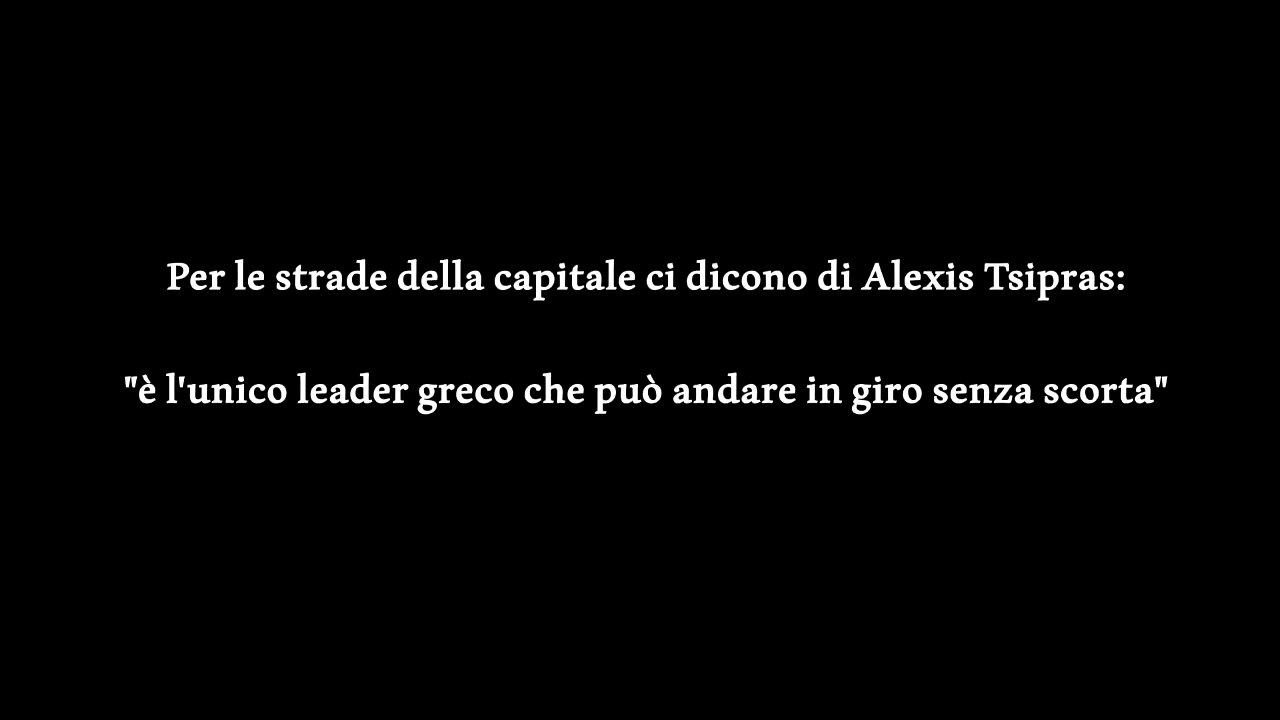 Per le strade della capitale ci dicono di Alexis Tsipras:
"è l'unico leader greco che può andare in giro senza scorta"